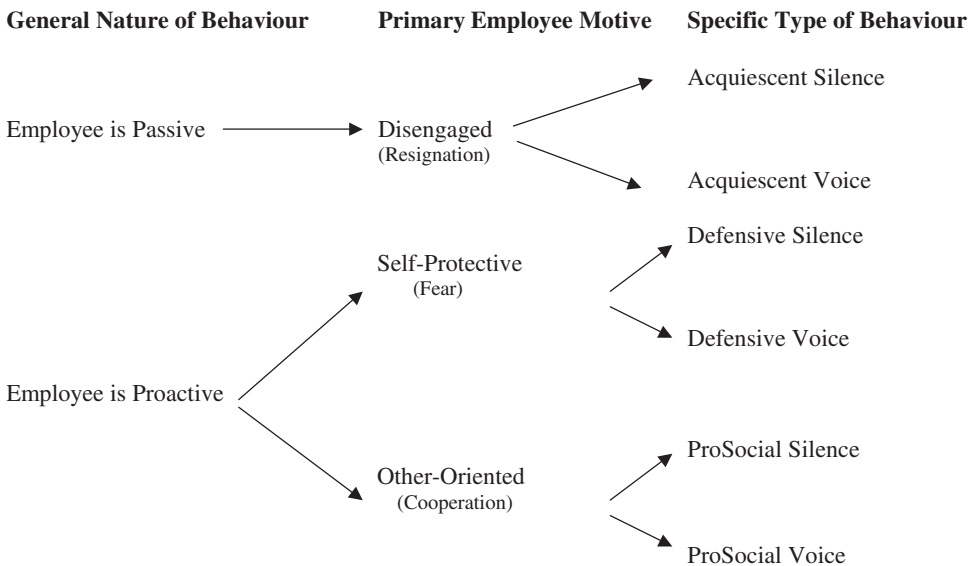 General Nature of Behaviour
Primary Employee Motive
Specific Type of Behaviour
Acquiescent Silence
Employee is Passive
Disengaged
(Resignation)
Acquiescent Voice
Defensive Silence
Self-Protective
(Fear)
Defensive Voice
Employee is Proactive
ProSocial Silence
Other-Oriented
(Cooperation)
ProSocial Voice